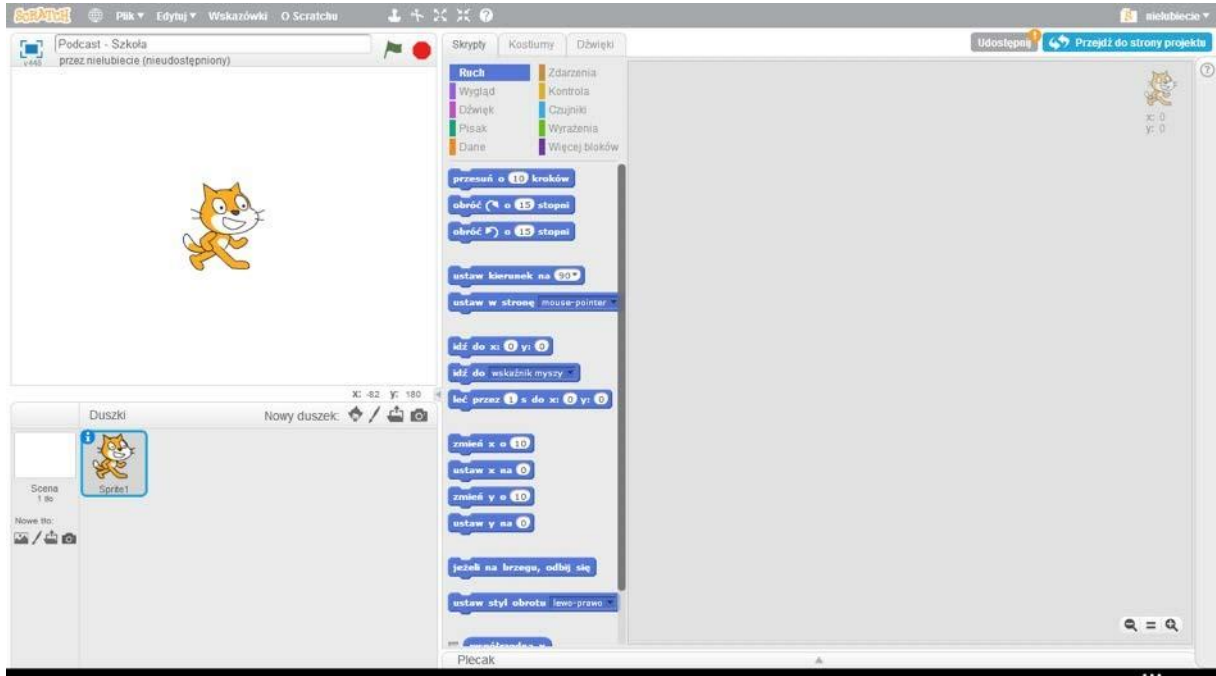 SCRATCH Plik Edytuj Wskazówki O Scratchu nielubiecie
Podcast - Szkoła
v446 przez nielubiecie (nieudostępniony)
Skrypty Kostiumy Dźwięki
Udostępnij ! Przejdź do strony projektu
Ruch Zdarzenia
Wygląd Kontrola
Dźwięk Czujniki
Pisak Wyrażenia
Dane Więcej bloków
x: 0
y: 0
przesuń o 10 kroków
obróć o 15 stopni
obróć o 15 stopni
ustaw kierunek na 90
ustaw w stronę mouse-pointer
idź do x: 0 y: 0
idź do wskaźnik myszy
leć przez 1 s do x: 0 y: 0
zmień x o 10
ustaw x na 0
zmień y o 10
ustaw y na 0
jeżeli na brzegu, odbij się
ustaw styl obrotu lewo-prawo
X: -82 y: 180
Duszki Nowy duszek:
Scena
1 tło
Sprite1
Nowe tło:
Plecak